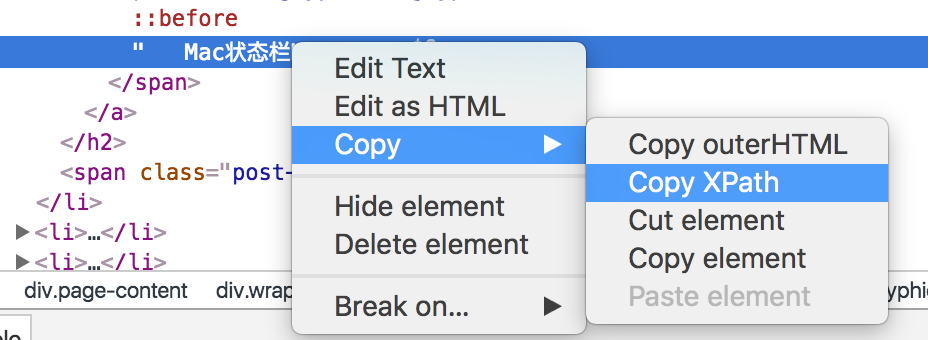 ::before
" Mac状态栏
</span>
</a>
</h2>
<span class="post-
</li>
▶<li>…</li>
▶<li>…</li>
div.page-content div.wrap
Edit Text
Edit as HTML
Copy ▶
Hide element
Delete element
Break on... ▶
Copy outerHTML
Copy XPath
Cut element
Copy element
Paste element